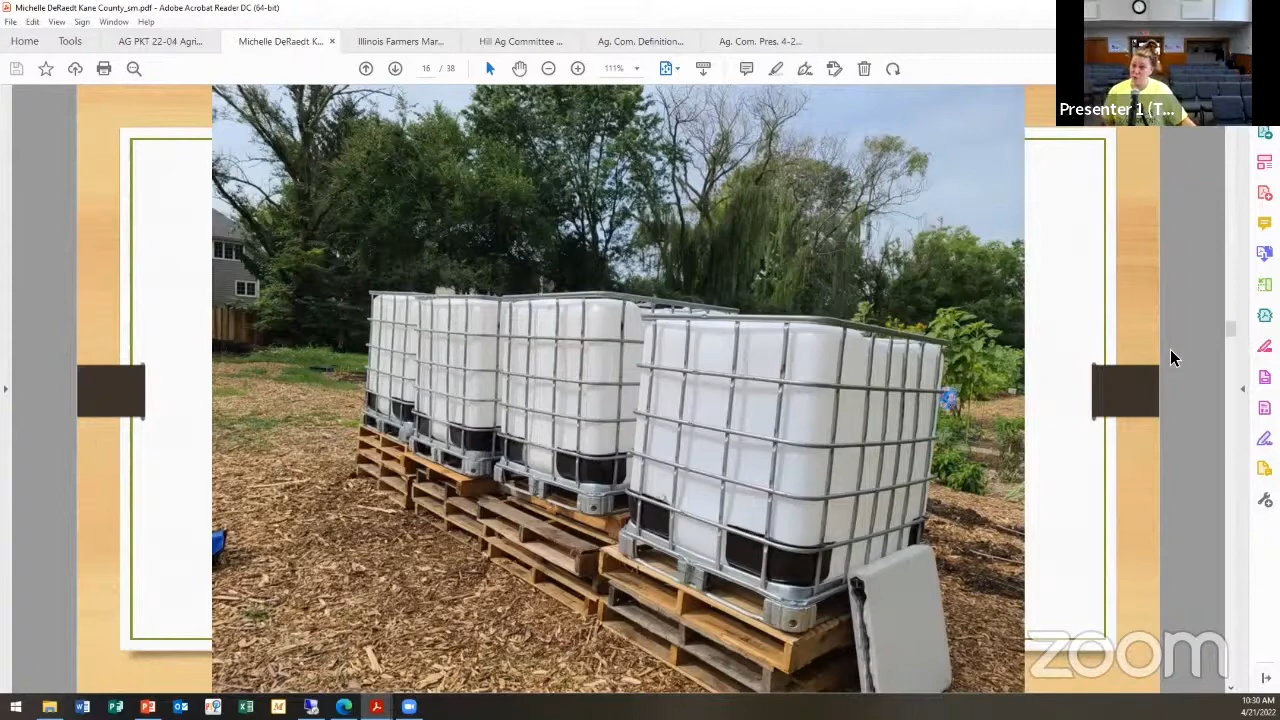 Michelle DeRaedt Kane County_sm.pdf - Adobe Acrobat Reader DC (64-bit)
File Edit View Sign Window Help
Home Tools AG PKT 22-04 Agri... Michelle DeRaedt K... × Illinois Farmers Mar... Hill Ag Committee ... Ag. Com. Definition... Ag. Com. Pres. 4-2...
16 38 111%
Presenter 1 (T...
zoom
10:30 AM
4/21/2022